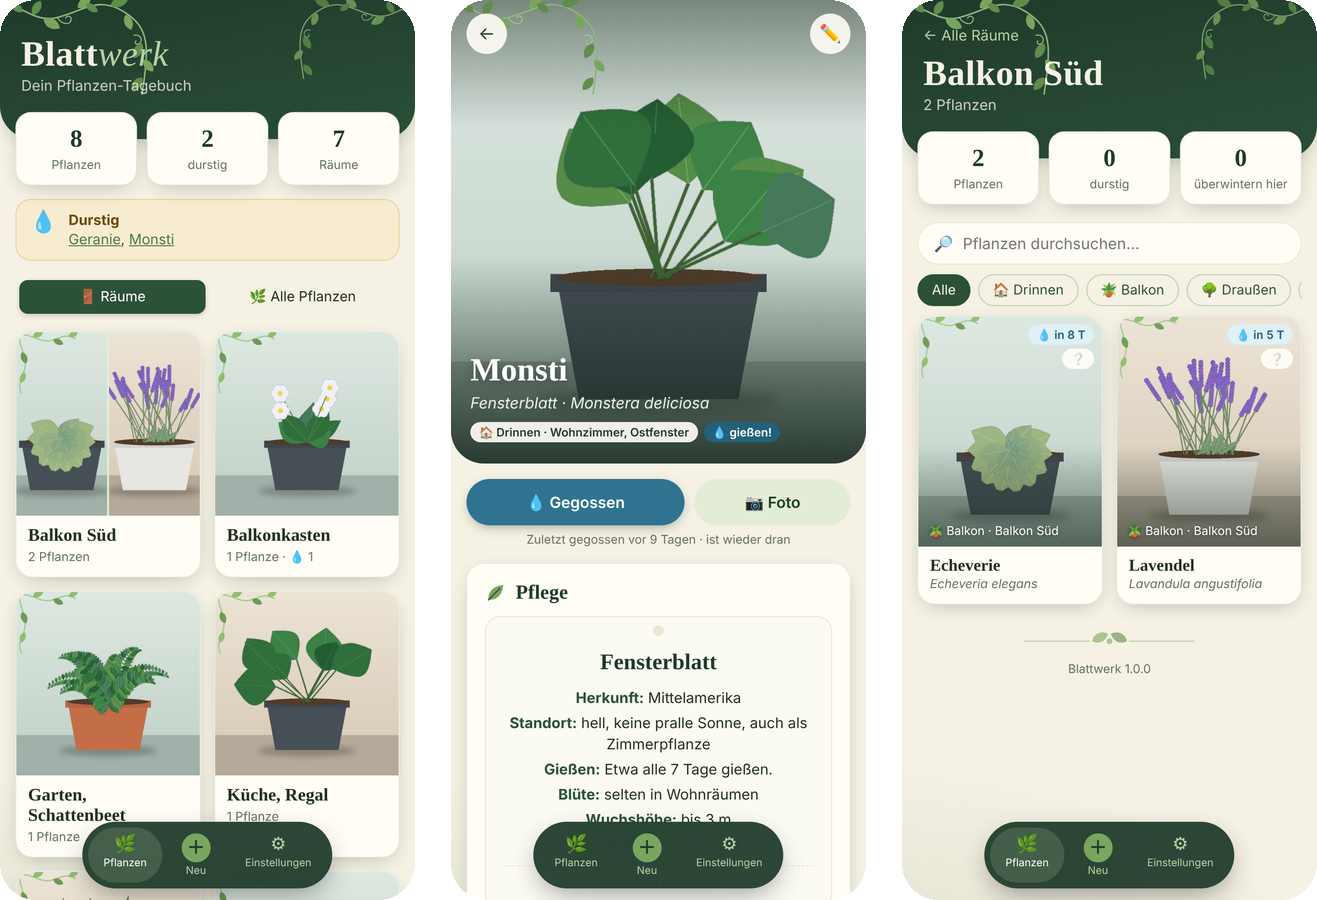 Blattwerk
Dein Pflanzen-Tagebuch
8
Pflanzen
2
durstig
7
Räume
Durstig
Geranie, Monsti
Räume
Alle Pflanzen
Balkon Süd
2 Pflanzen
Balkonkasten
1 Pflanze · 💧 1
Garten,
Schattenbeet
1 Pflanze
Küche, Regal
1 Pflanze
Pflanzen
Neu
Einstellungen
Monsti
Fensterblatt · Monstera deliciosa
Drinnen · Wohnzimmer, Ostfenster
gießen!
Gegossen
Foto
Zuletzt gegossen vor 9 Tagen · ist wieder dran
Pflege
Fensterblatt
Herkunft: Mittelamerika
Standort: hell, keine pralle Sonne, auch als
Zimmerpflanze
Gießen: Etwa alle 7 Tage gießen.
Blüte: selten in Wohnräumen
Wuchshöhe: bis 3 m
Pflanzen
Neu
Einstellungen
← Alle Räume
Balkon Süd
2 Pflanzen
2
Pflanzen
0
durstig
0
überwintern hier
Pflanzen durchsuchen...
Alle
Drinnen
Balkon
Draußen
in 8 T
?
Balkon · Balkon Süd
Echeverie
Echeveria elegans
in 5 T
?
Balkon · Balkon Süd
Lavendel
Lavandula angustifolia
Blattwerk 1.0.0
Pflanzen
Neu
Einstellungen